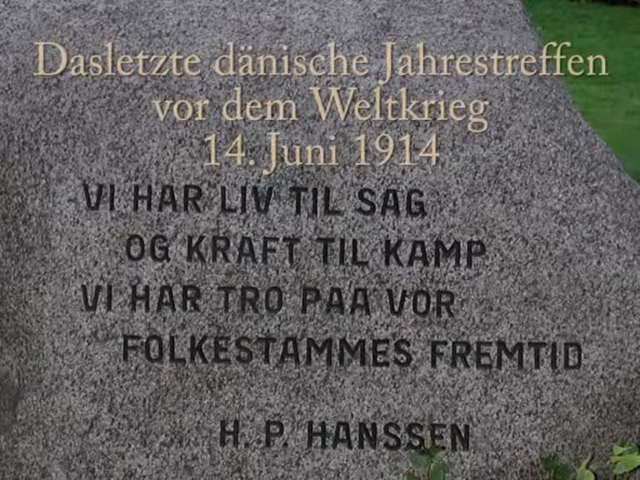 Dasletzte dänische Jahrestreffen
vor dem Weltkrieg
14. Juni 1914
VI HAR LIV TIL SAG
OG KRAFT TIL KAMP
VI HAR TRO PAA VOR
FOLKESTAMMES FREMTID
H. P. HANSSEN